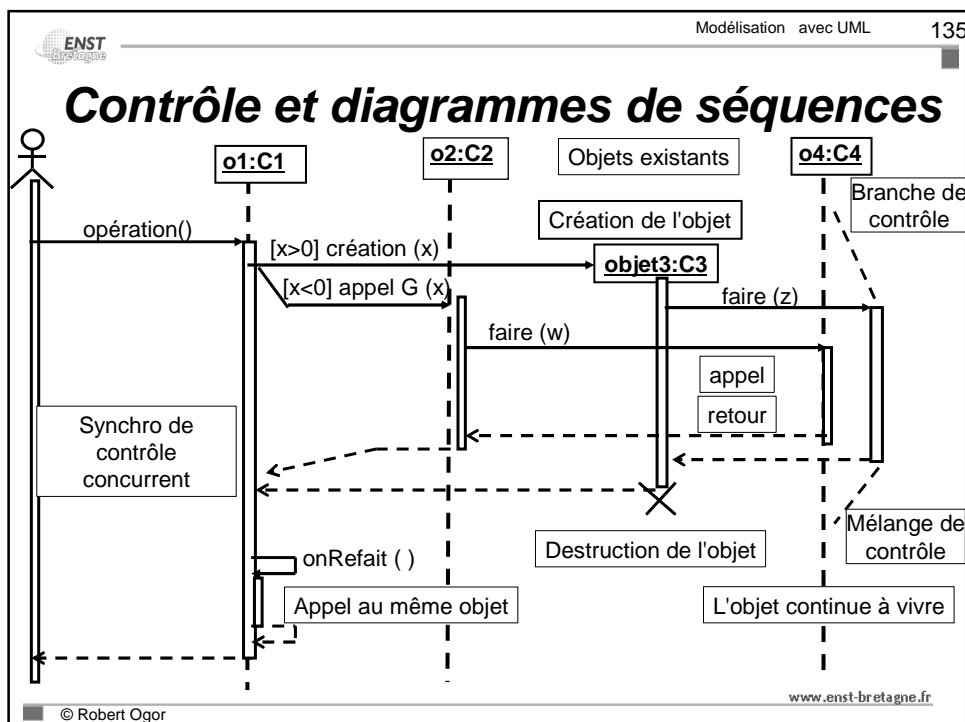 Modélisation avec UML
135
ENST
Bretagne
Contrôle et diagrammes de séquences
o1:C1
o2:C2
Objets existants
o4:C4
Branche de
contrôle
opération()
Création de l'objet
[x>0] création (x)
objet3:C3
[x<0] appel G (x)
faire (z)
faire (w)
appel
retour
Synchro de
contrôle
concurrent
Mélange de
contrôle
Destruction de l'objet
onRefait ( )
Appel au même objet
L'objet continue à vivre
www.enst-bretagne.fr
© Robert Ogor